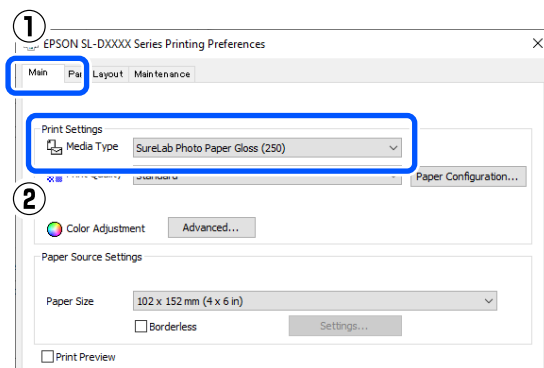 1
EPSON SL-DXXXX Series Printing Preferences
Main Layout Maintenance
Print Settings
Media Type SureLab Photo Paper Gloss (250)
Print Quality Standard Paper Configuration...
2
Color Adjustment Advanced...
Paper Source Settings
Paper Size 102 x 152 mm (4 x 6 in)
Borderless Settings...
Print Preview